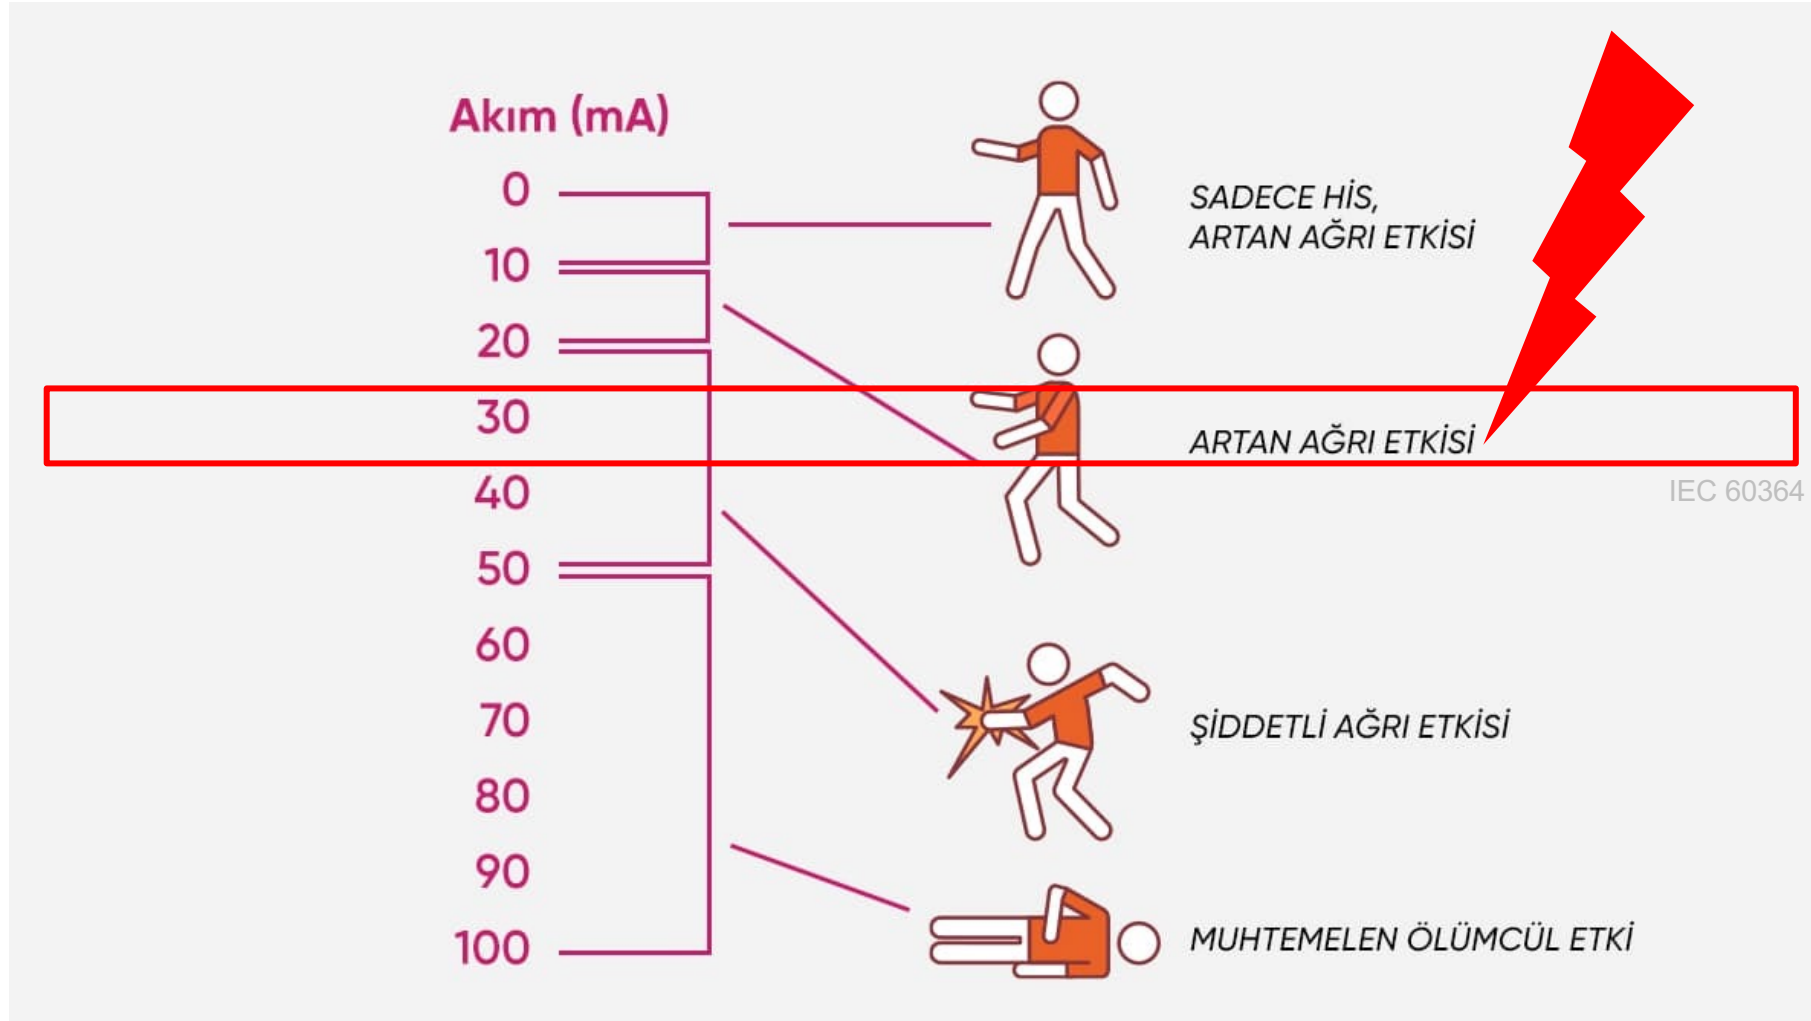 Akım (mA)
0
10
20
30
40
50
60
70
80
90
100
SADECE HİS,
ARTAN AĞRI ETKİSİ
ARTAN AĞRI ETKİSİ
IEC 60364
ŞİDDETLİ AĞRI ETKİSİ
MUHTEMELEN ÖLÜMCÜL ETKİ